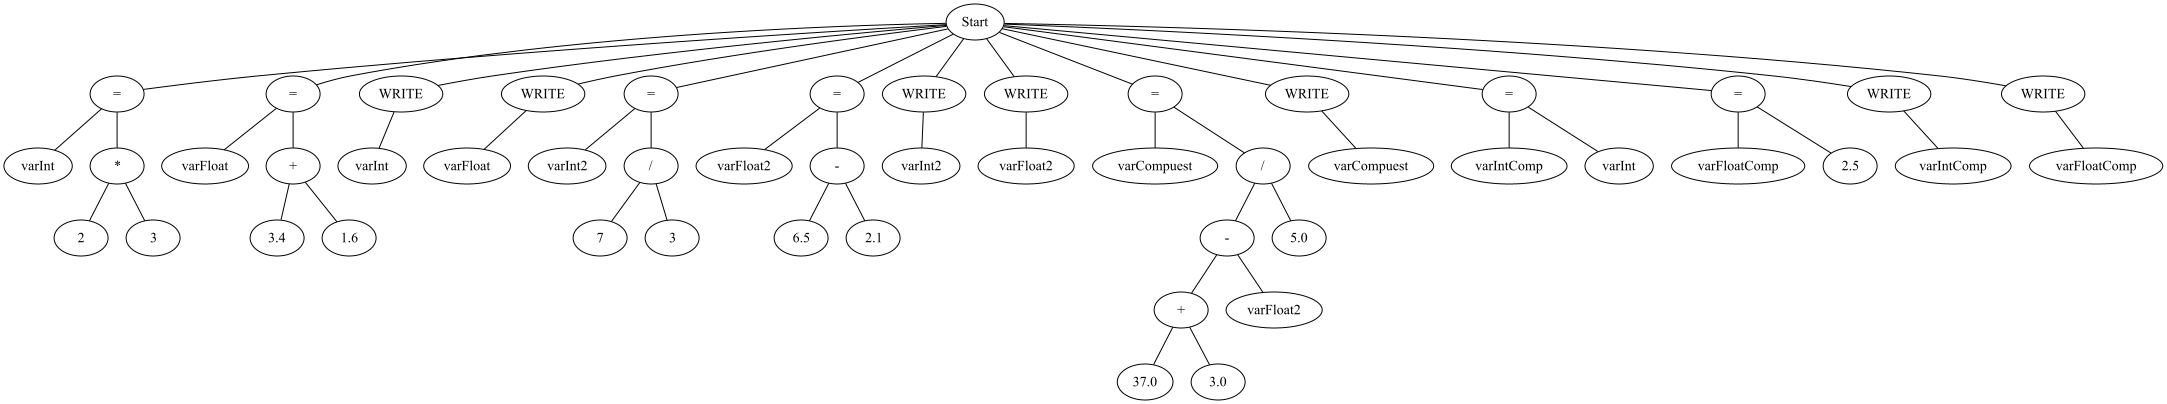 Start
= = WRITE WRITE = = WRITE WRITE = WRITE = = WRITE WRITE
varInt * varFloat + varInt varFloat varInt2 / varFloat2 - varInt2 varFloat2 varCompuest / varCompuest varIntComp varInt varFloatComp 2.5 varIntComp varFloatComp
2 3 3.4 1.6 7 3 6.5 2.1 - 5.0
+ varFloat2
37.0 3.0